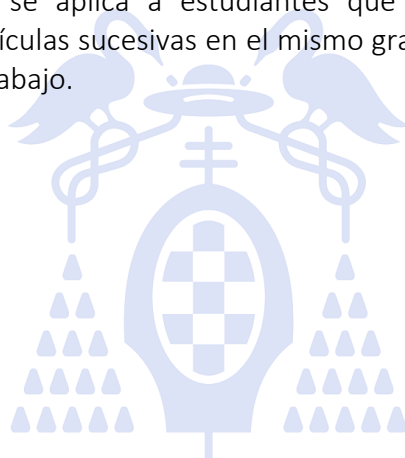 se aplica a estudiantes que
ículas sucesivas en el mismo gra
abajo.